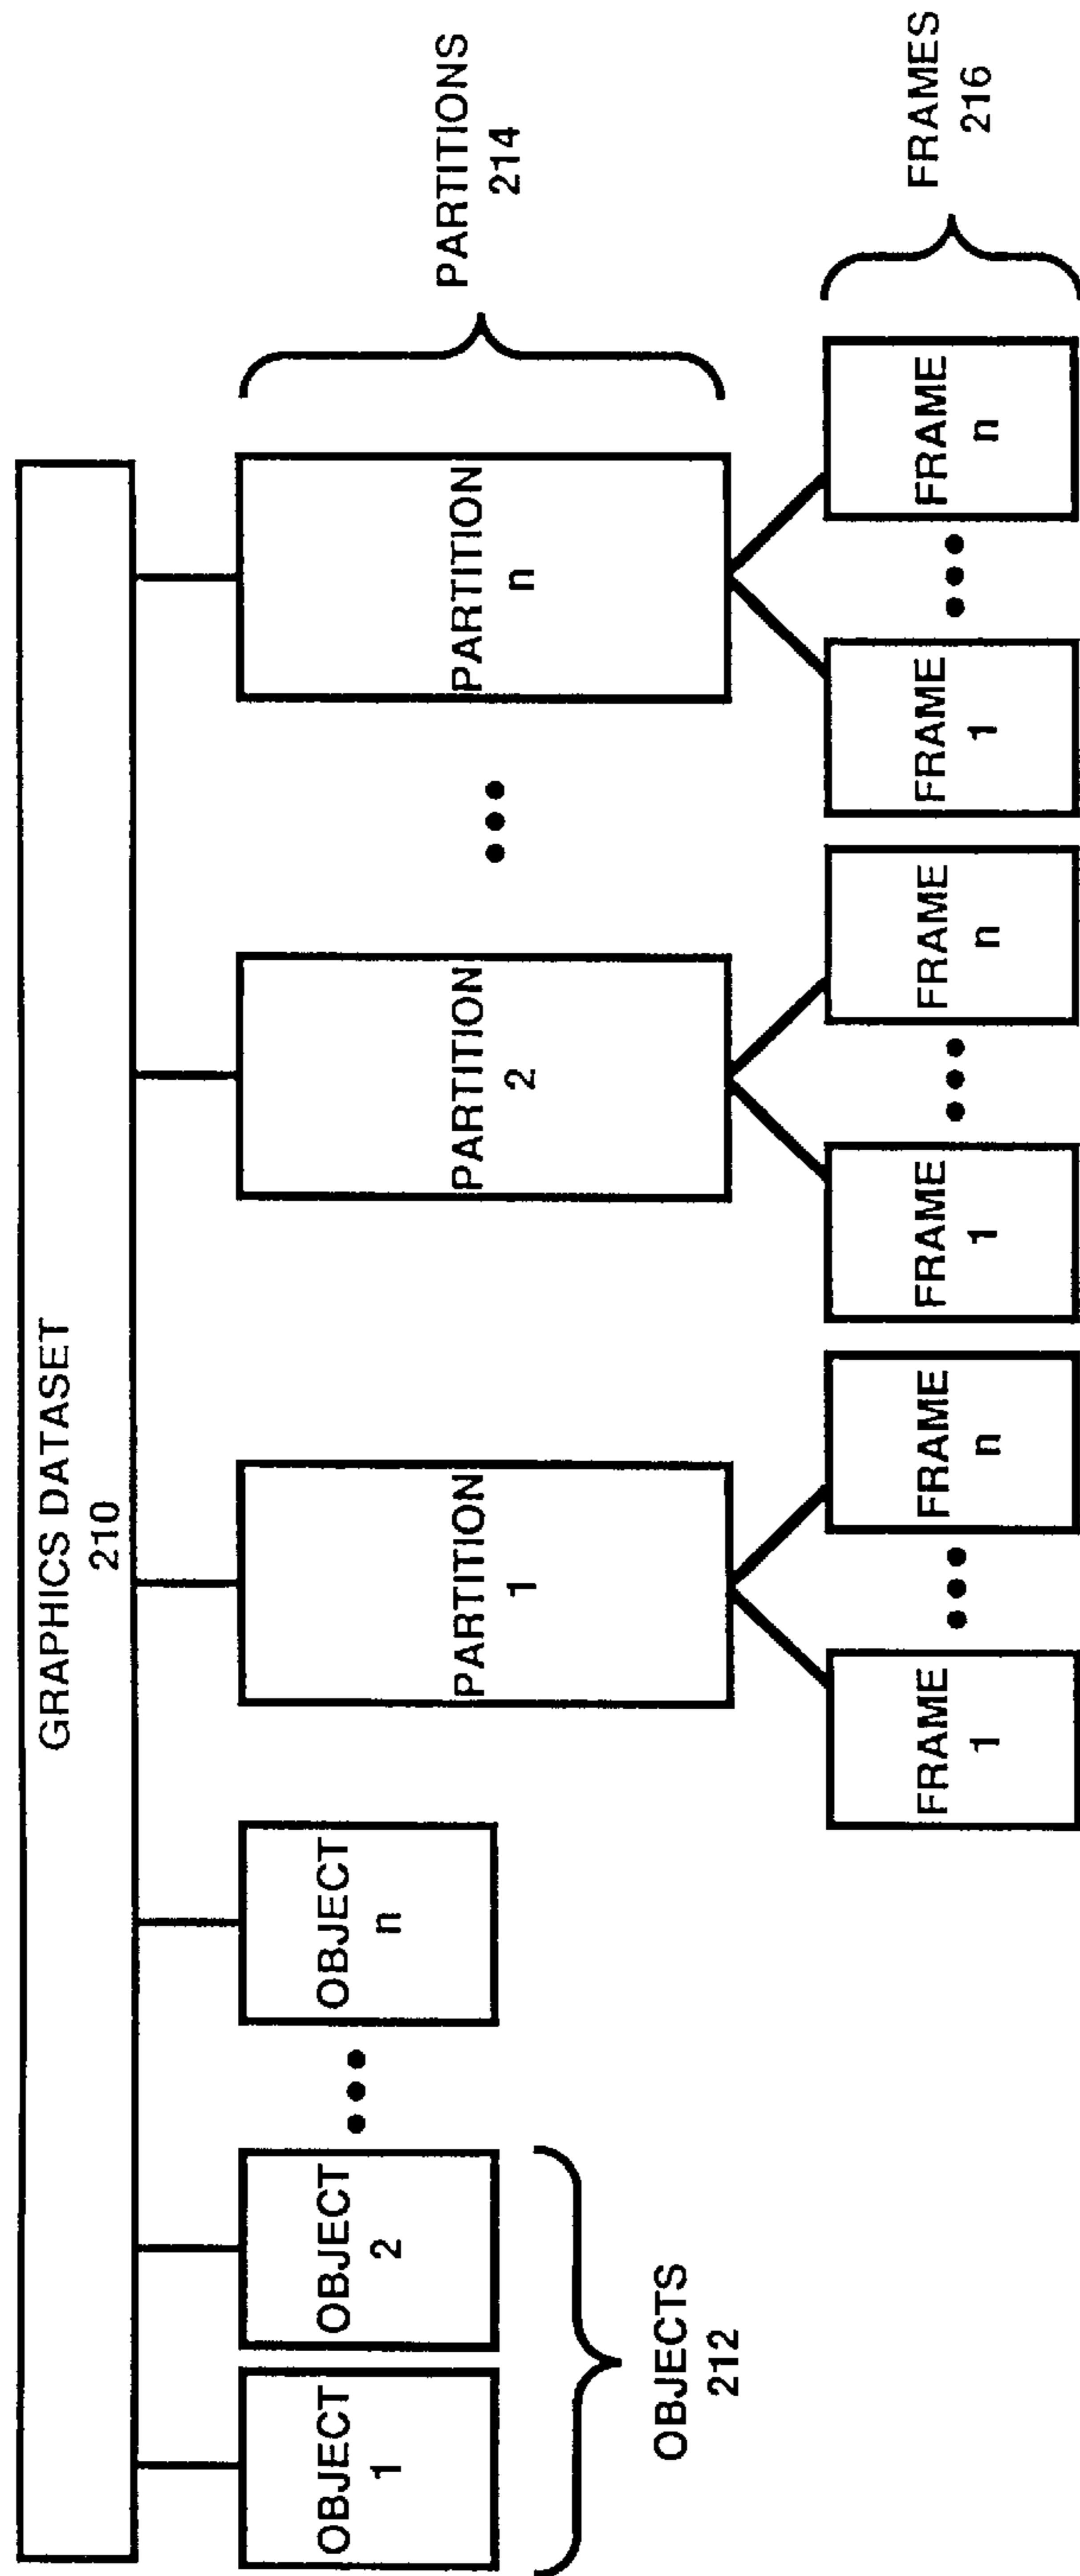 GRAPHICS DATASET
210
OBJECT
1
OBJECT
2
OBJECT
n
PARTITION
1
PARTITION
2
PARTITION
n
PARTITIONS
214
OBJECTS
212
FRAME
1
FRAME
n
FRAME
1
FRAME
n
FRAME
1
FRAME
n
FRAMES
216